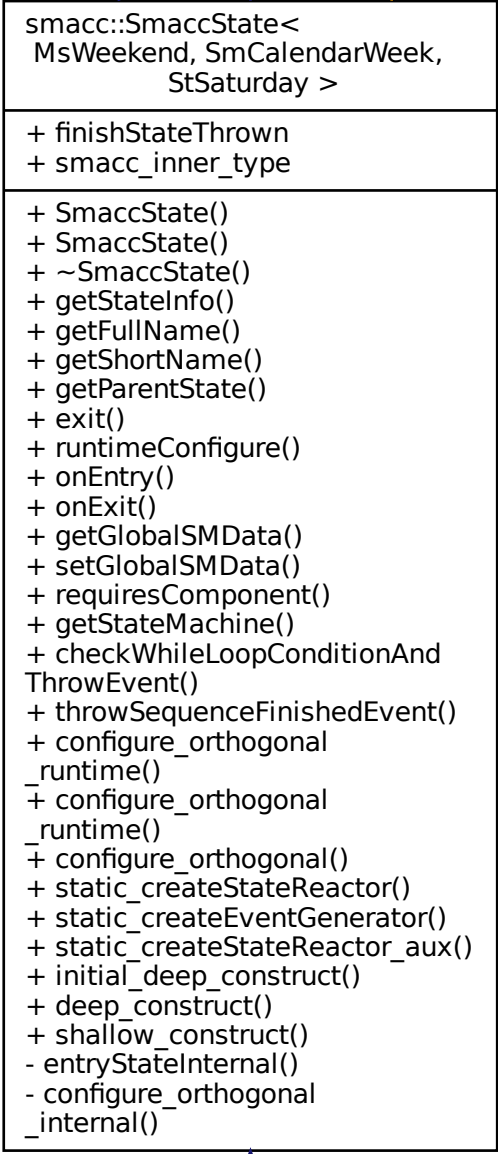 smacc::SmaccState<
MsWeekend, SmCalendarWeek,
StSaturday >
+ finishStateThrown
+ smacc_inner_type
+ SmaccState()
+ SmaccState()
+ ~SmaccState()
+ getStateInfo()
+ getFullName()
+ getShortName()
+ getParentState()
+ exit()
+ runtimeConfigure()
+ onEntry()
+ onExit()
+ getGlobalSMData()
+ setGlobalSMData()
+ requiresComponent()
+ getStateMachine()
+ checkWhileLoopConditionAnd
ThrowEvent()
+ throwSequenceFinishedEvent()
+ configure_orthogonal
_runtime()
+ configure_orthogonal
_runtime()
+ configure_orthogonal()
+ static_createStateReactor()
+ static_createEventGenerator()
+ static_createStateReactor_aux()
+ initial_deep_construct()
+ deep_construct()
+ shallow_construct()
- entryStateInternal()
- configure_orthogonal
_internal()